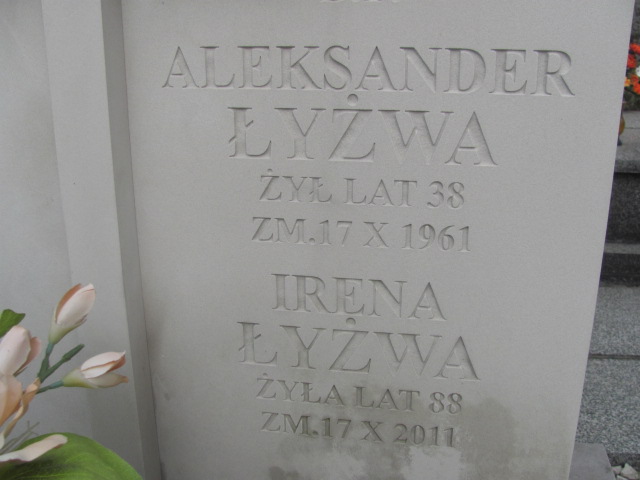 ALEKSANDER
ŁYŻWA
ŻYŁ LAT 38
ZM.17 X 1961
IRENA
ŁYŻWA
ŻYŁA LAT 88
ZM.17 X 2011